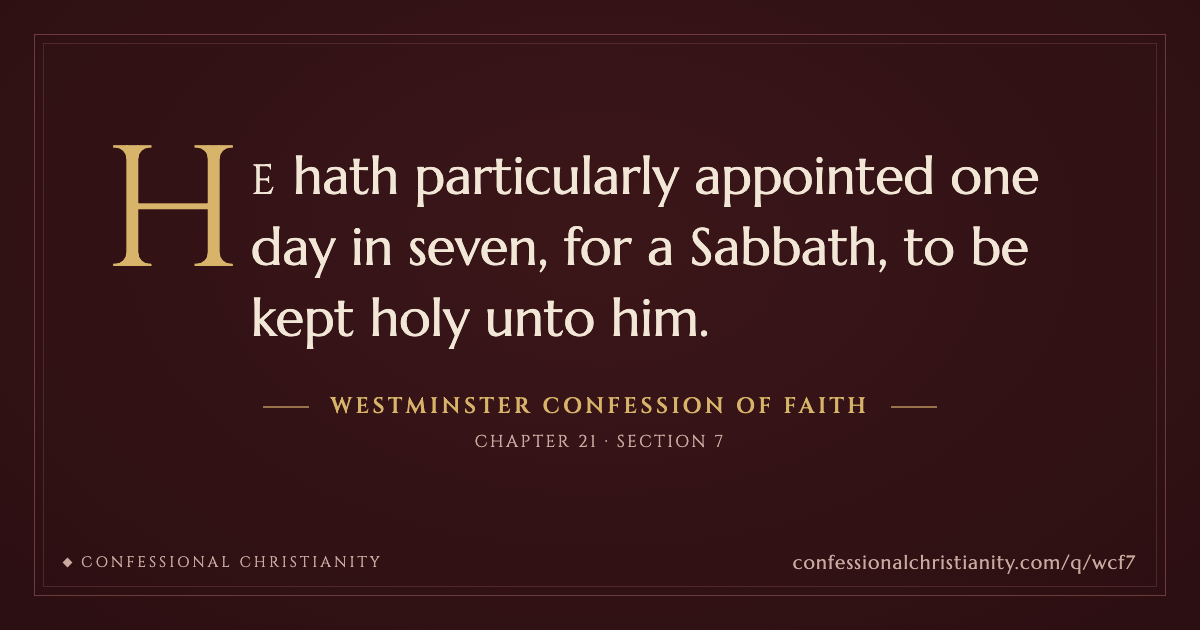 HE hath particularly appointed one
day in seven, for a Sabbath, to be
kept holy unto him.
WESTMINSTER CONFESSION OF FAITH
CHAPTER 21 · SECTION 7
◆ CONFESSIONAL CHRISTIANITY
confessionalchristianity.com/q/wcf7